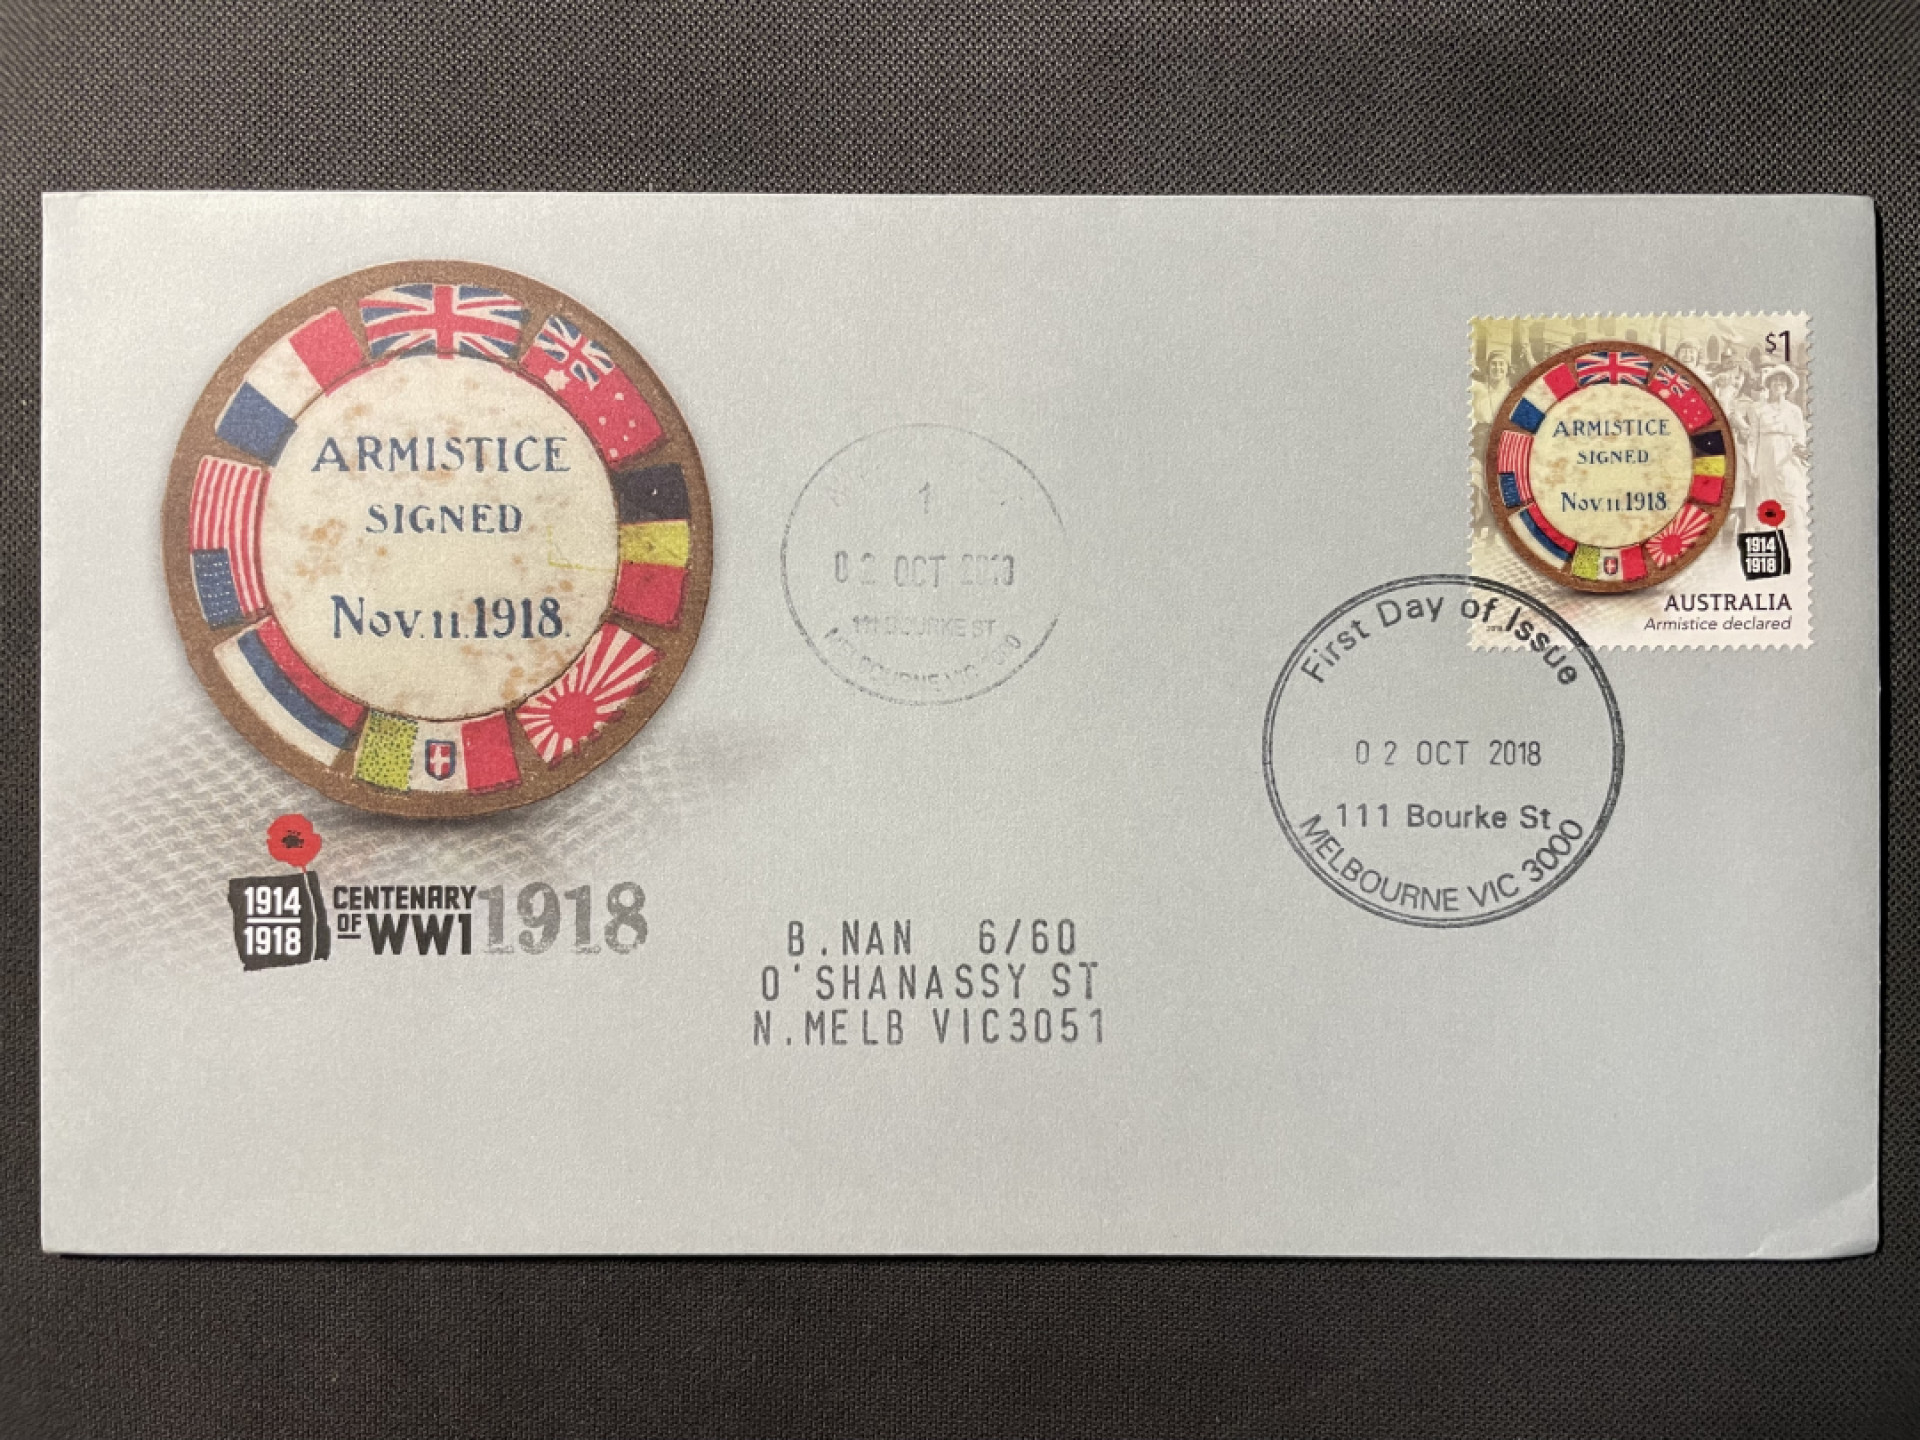 ARMISTICE
SIGNED
Nov. 11. 1918.
1914
1918
CENTENARY
OF WW1
1918
1
02 OCT
111 BOURKE ST
MELBOURNE VIC
$1
ARMISTICE
SIGNED
Nov 11 1918.
1914
1918
AUSTRALIA
Armistice declared
First Day of Issue
02 OCT 2018
111 Bourke St
MELBOURNE VIC 3000
B.NAN 6/60
O'SHANASSY ST
N.MELB VIC3051